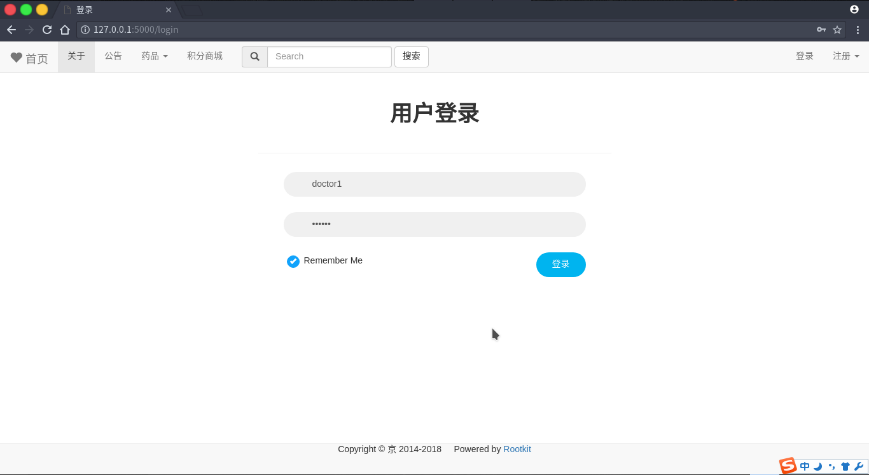 登录
127.0.0.1:5000/login
首页 关于 公告 药品 积分商城 Search 搜索 登录 注册
用户登录
doctor1
••••••
Remember Me 登录
Copyright © 京 2014-2018 Powered by Rootkit
S 中